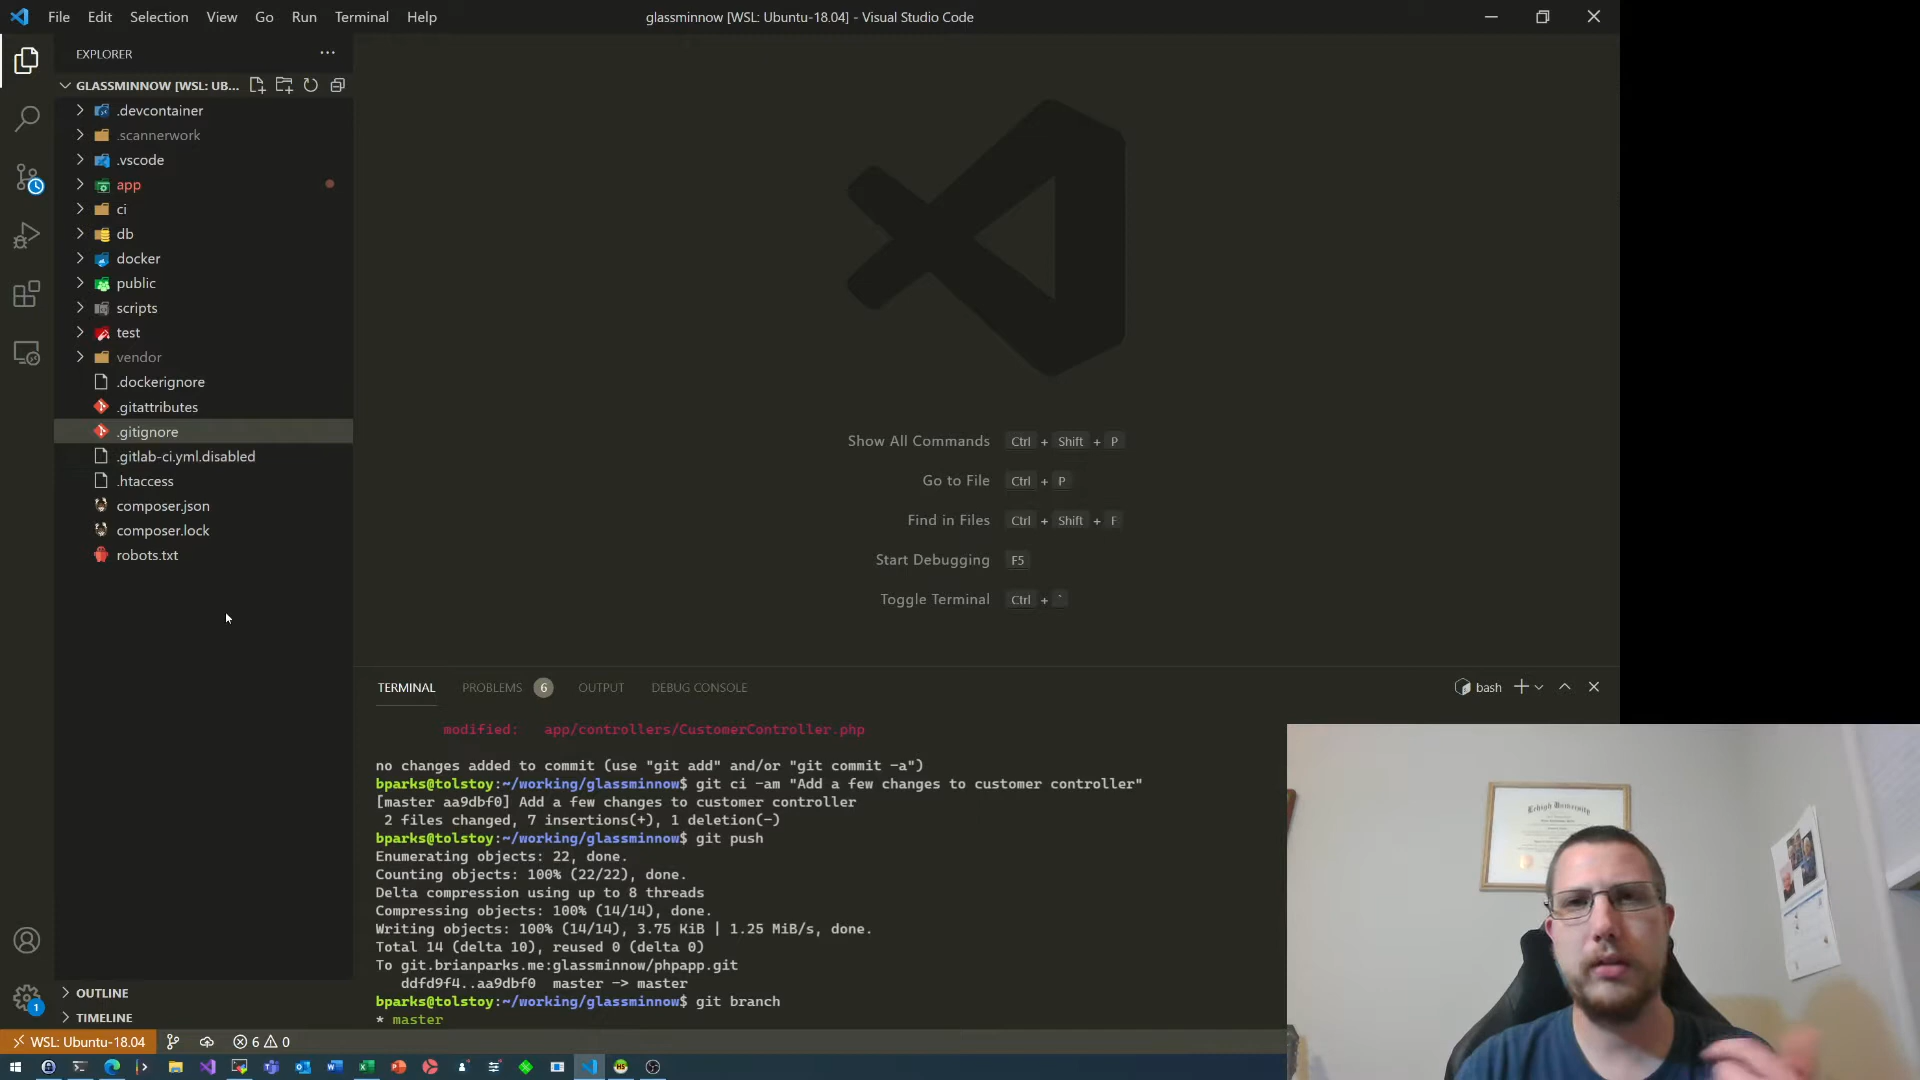 File Edit Selection View Go Run Terminal Help
glassminnow [WSL: Ubuntu-18.04] - Visual Studio Code
EXPLORER
GLASSMINNOW [WSL: UB...
.devcontainer
.scannerwork
.vscode
app
ci
db
docker
public
scripts
test
vendor
.dockerignore
.gitattributes
.gitignore
.gitlab-ci.yml.disabled
.htaccess
composer.json
composer.lock
robots.txt
OUTLINE
TIMELINE
Show All Commands Ctrl + Shift + P
Go to File Ctrl + P
Find in Files Ctrl + Shift + F
Start Debugging F5
Toggle Terminal Ctrl + `
TERMINAL PROBLEMS 6 OUTPUT DEBUG CONSOLE
bash
modified: app/controllers/CustomerController.php
no changes added to commit (use "git add" and/or "git commit -a")
bparks@tolstoy:~/working/glassminnow$ git ci -am "Add a few changes to customer controller"
[master aa9dbf0] Add a few changes to customer controller
2 files changed, 7 insertions(+), 1 deletion(-)
bparks@tolstoy:~/working/glassminnow$ git push
Enumerating objects: 22, done.
Counting objects: 100% (22/22), done.
Delta compression using up to 8 threads
Compressing objects: 100% (14/14), done.
Writing objects: 100% (14/14), 3.75 KiB | 1.25 MiB/s, done.
Total 14 (delta 10), reused 0 (delta 0)
To git.brianparks.me:glassminnow/phpapp.git
ddfd9f4..aa9dbf0 master -> master
bparks@tolstoy:~/working/glassminnow$ git branch
* master
1
WSL: Ubuntu-18.04 6 0
Lehigh University